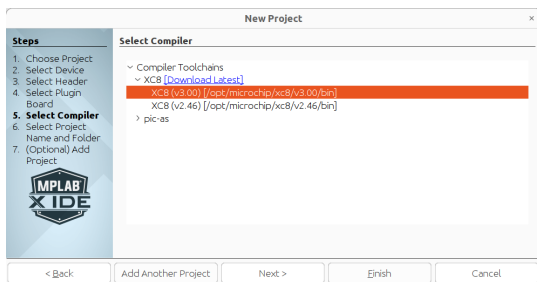 New Project
×
Steps
1. Choose Project
2. Select Device
3. Select Header
4. Select Plugin
Board
5. Select Compiler
6. Select Project
Name and Folder
7. (Optional) Add
Project
MPLAB
X IDE
Select Compiler
Compiler Toolchains
XC8 [Download Latest]
XC8 (v3.00) [/opt/microchip/xc8/v3.00/bin]
XC8 (v2.46) [/opt/microchip/xc8/v2.46/bin]
pic-as
< Back
Add Another Project
Next >
Finish
Cancel